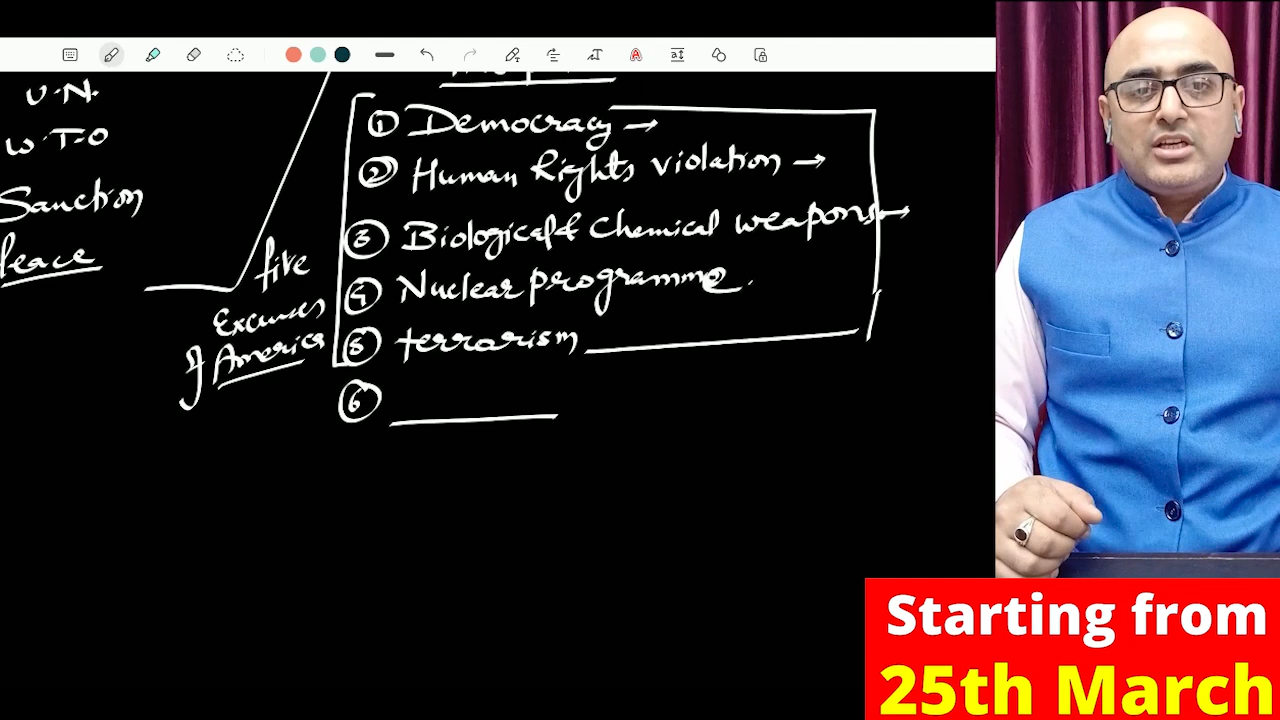 U.N.
W.T.O
Sanction
Peace
five
Excuses
of America
① Democracy →
② Human Rights violation →
③ Biological & Chemical weapons →
④ Nuclear programme.
⑤ terrarism
⑥
Starting from
25th March